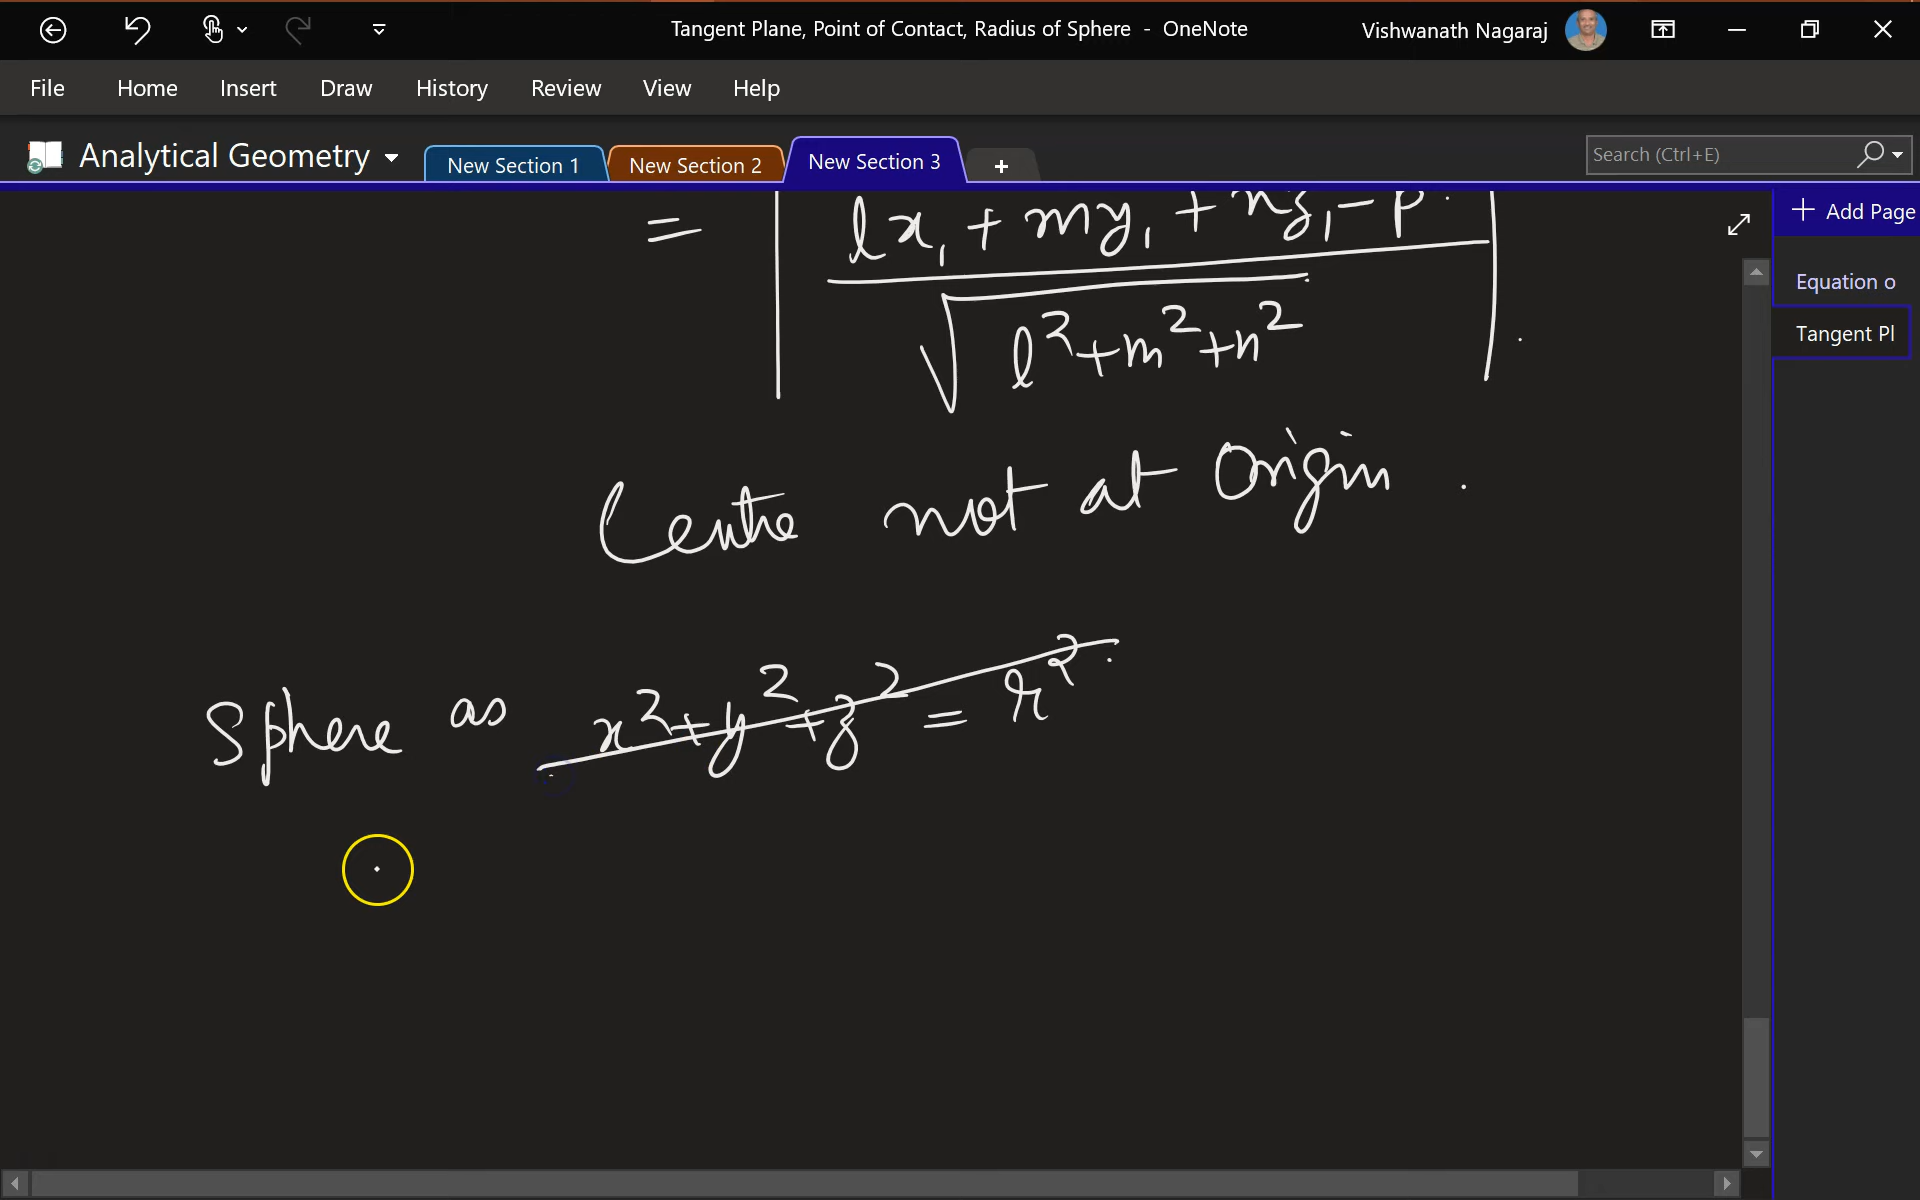 Tangent Plane, Point of Contact, Radius of Sphere - OneNote
Vishwanath Nagaraj
File Home Insert Draw History Review View Help
Analytical Geometry
New Section 1
New Section 2
New Section 3
+
Search (Ctrl+E)
+ Add Page
Equation o
Tangent Pl
= | lx₁ + my₁ + nz₁ - p
√ l² + m² + n² | .
Centre not at Origin .
Sphere as x² + y² + z² = r²